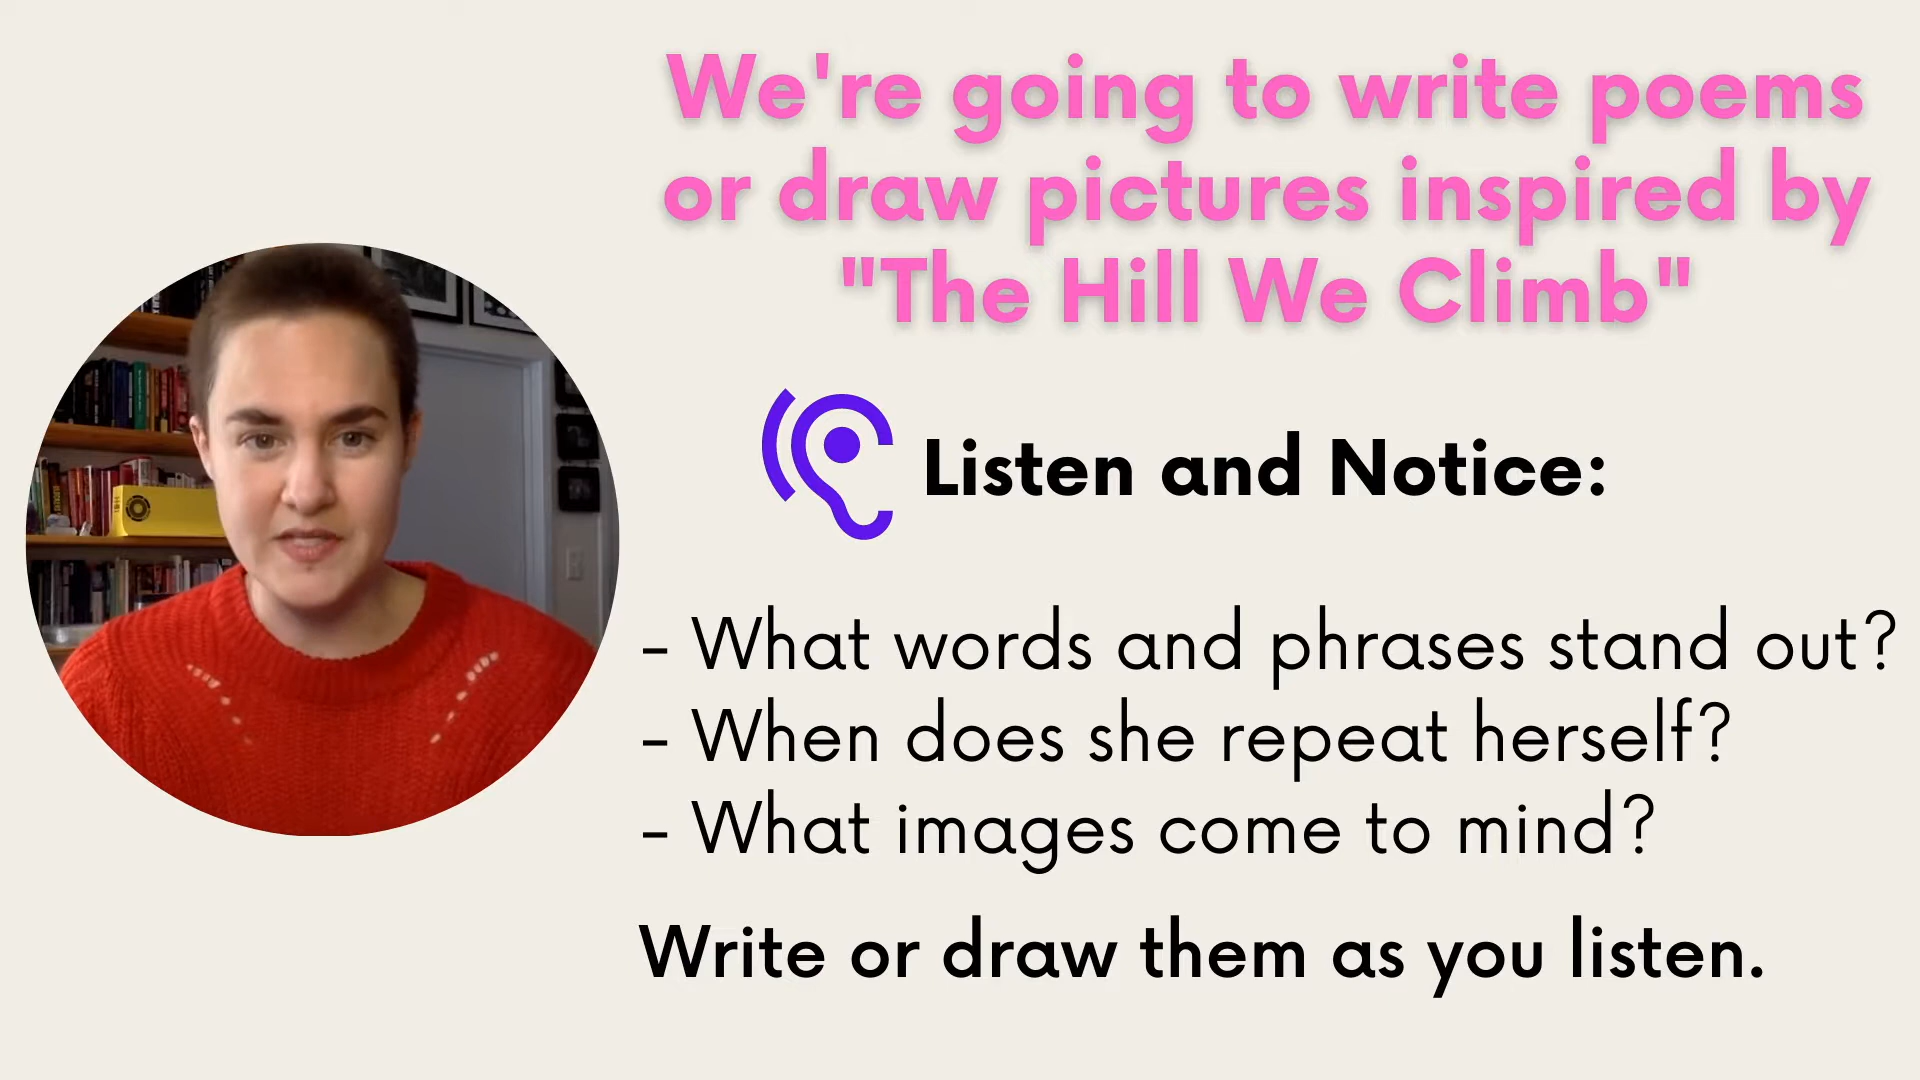 We're going to write poems
or draw pictures inspired by
"The Hill We Climb"
Listen and Notice:
- What words and phrases stand out?
- When does she repeat herself?
- What images come to mind?
Write or draw them as you listen.